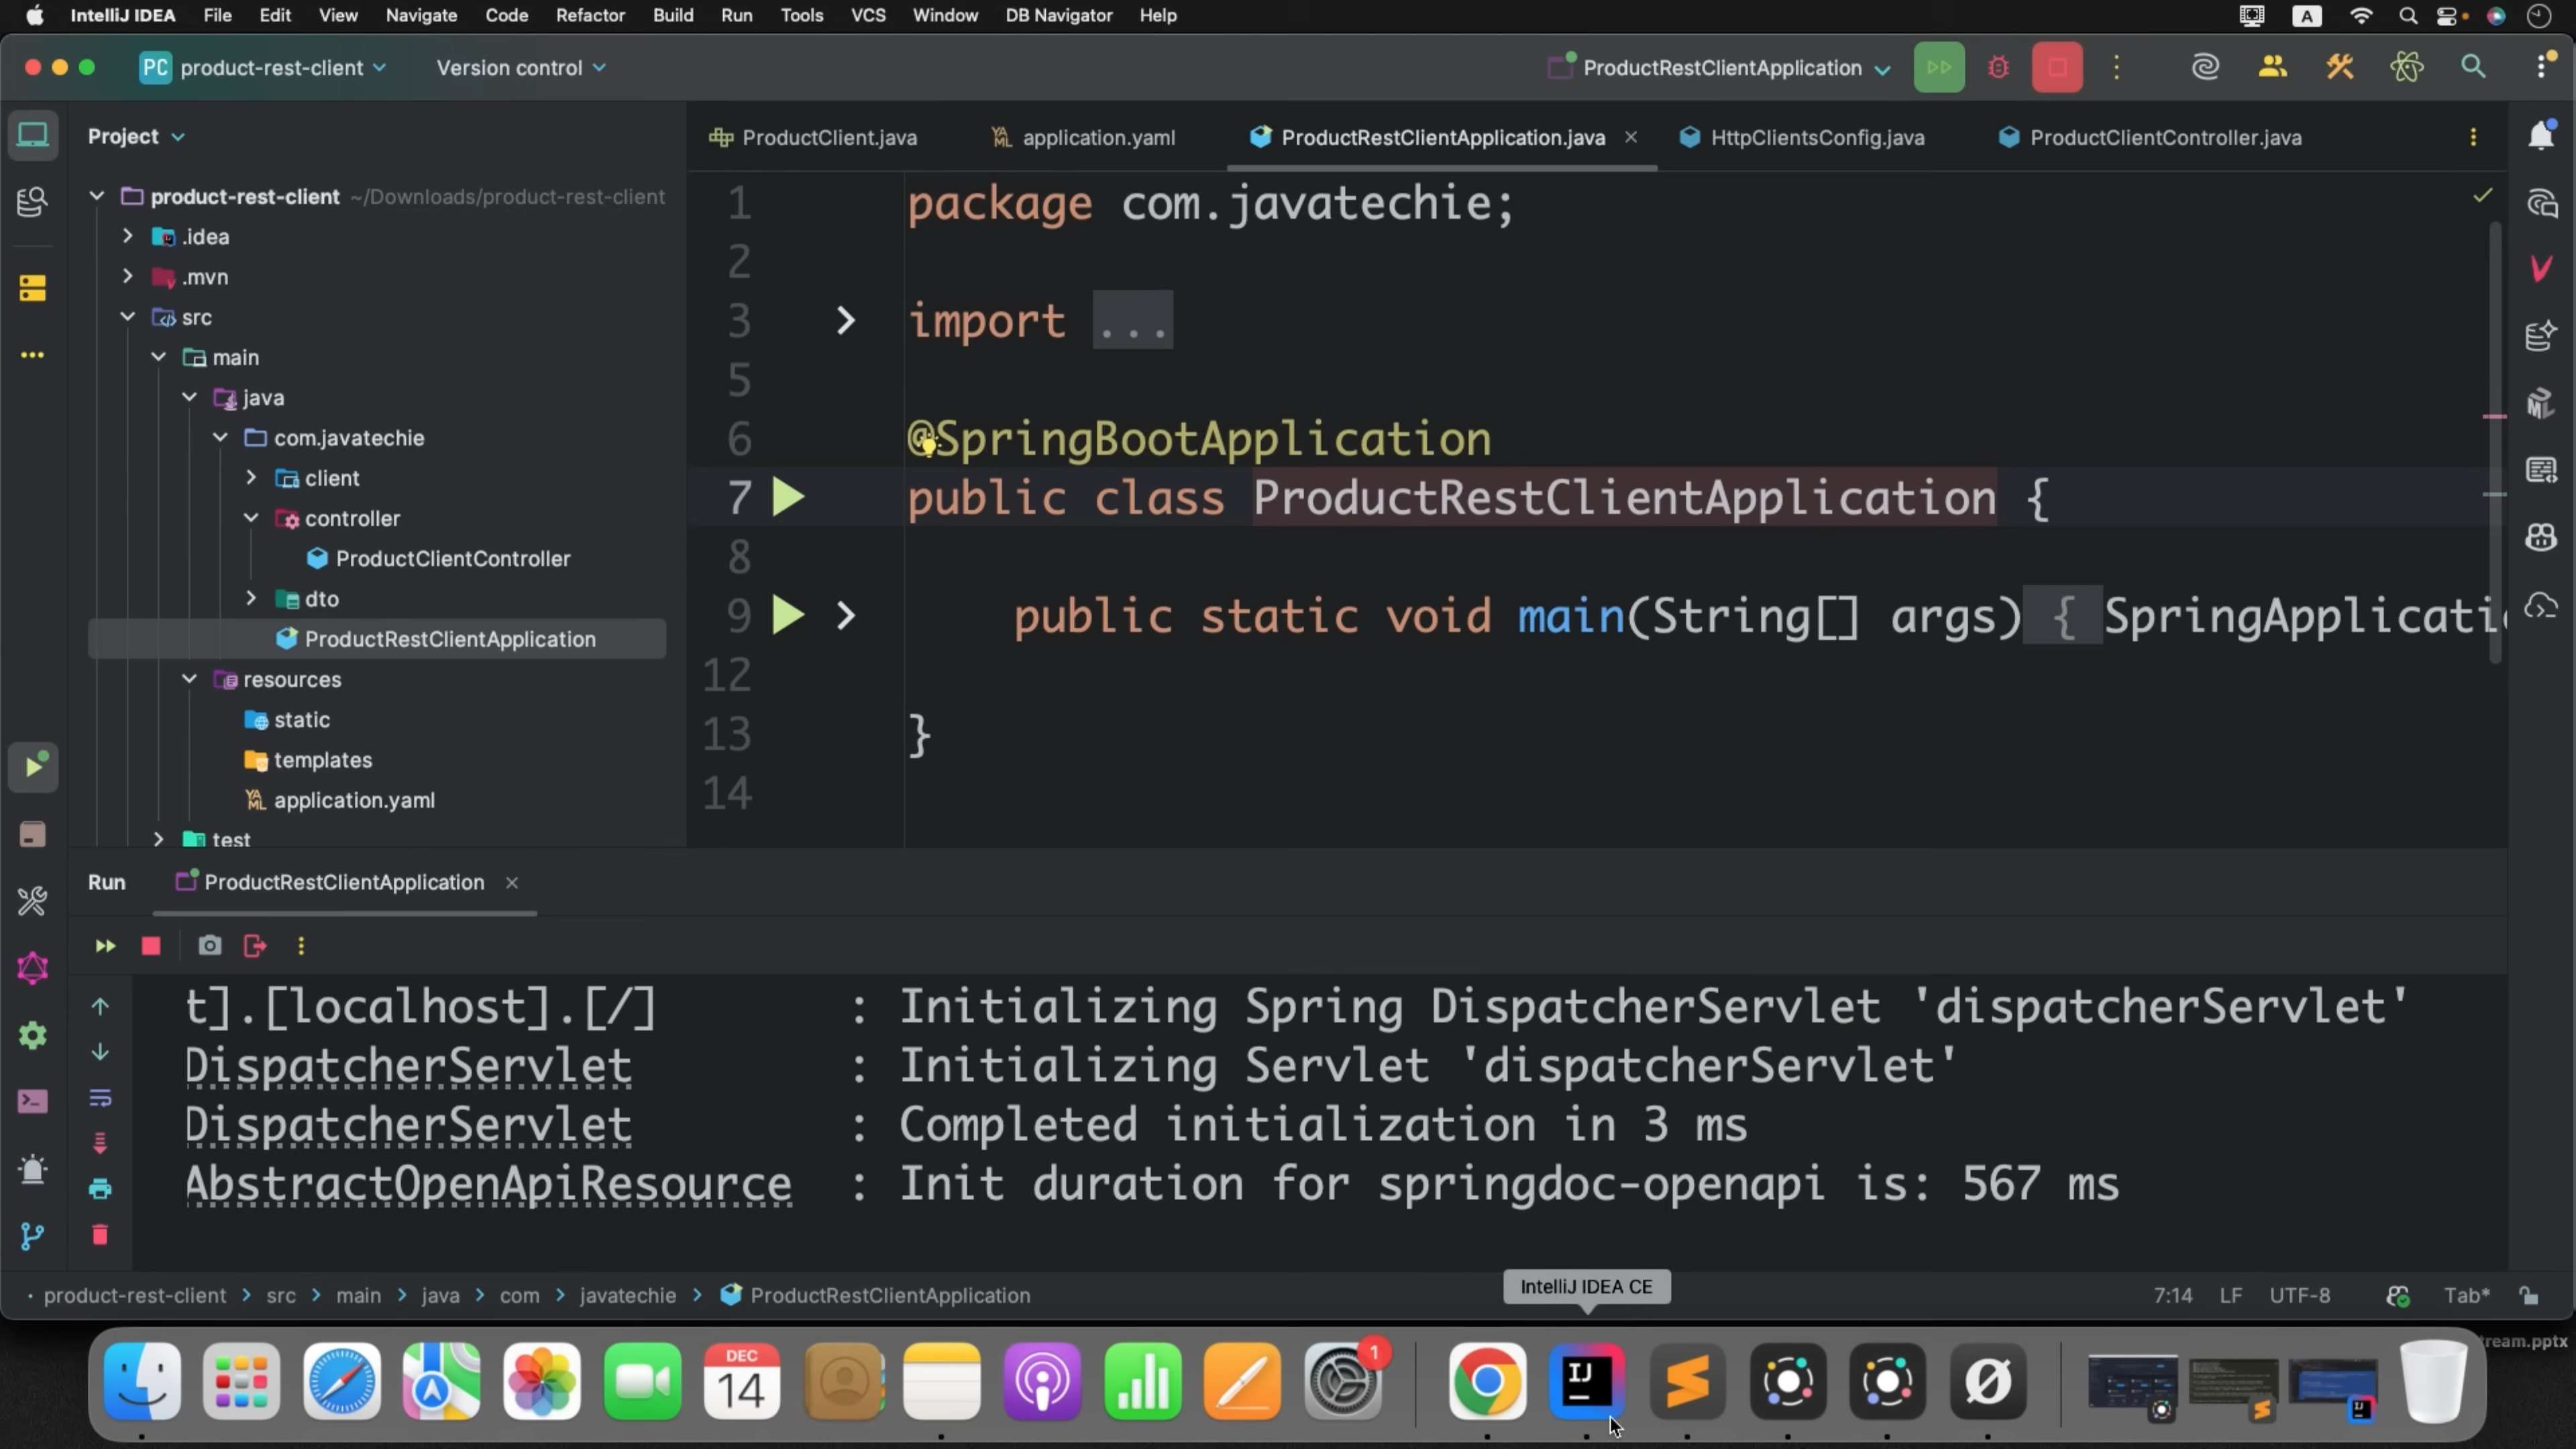 IntelliJ IDEA File Edit View Navigate Code Refactor Build Run Tools VCS Window DB Navigator Help A
PC product-rest-client Version control ProductRestClientApplication
Project
ProductClient.java application.yaml ProductRestClientApplication.java HttpClientsConfig.java ProductClientController.java
product-rest-client ~/Downloads/product-rest-client
.idea
.mvn
src
main
java
com.javatechie
client
controller
ProductClientController
dto
ProductRestClientApplication
resources
static
templates
application.yaml
test
1 package com.javatechie;
2
3 import ...
5
6 @SpringBootApplication
7 public class ProductRestClientApplication {
8
9 public static void main(String[] args) { SpringApplicati
12
13 }
14
Run ProductRestClientApplication
t].[localhost].[/] : Initializing Spring DispatcherServlet 'dispatcherServlet'
DispatcherServlet : Initializing Servlet 'dispatcherServlet'
DispatcherServlet : Completed initialization in 3 ms
AbstractOpenApiResource : Init duration for springdoc-openapi is: 567 ms
IntelliJ IDEA CE
product-rest-client > src > main > java > com > javatechie > ProductRestClientApplication 7:14 LF UTF-8 Tab*
tream.pptx
DEC
14
1
IJ